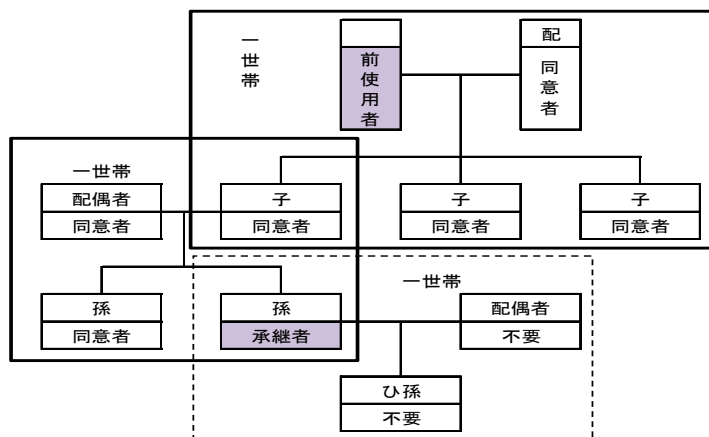 一世帯
前使用者
配
同意者
一世帯
配偶者
同意者
子
同意者
子
同意者
子
同意者
一世帯
孫
同意者
孫
承継者
配偶者
不要
ひ孫
不要